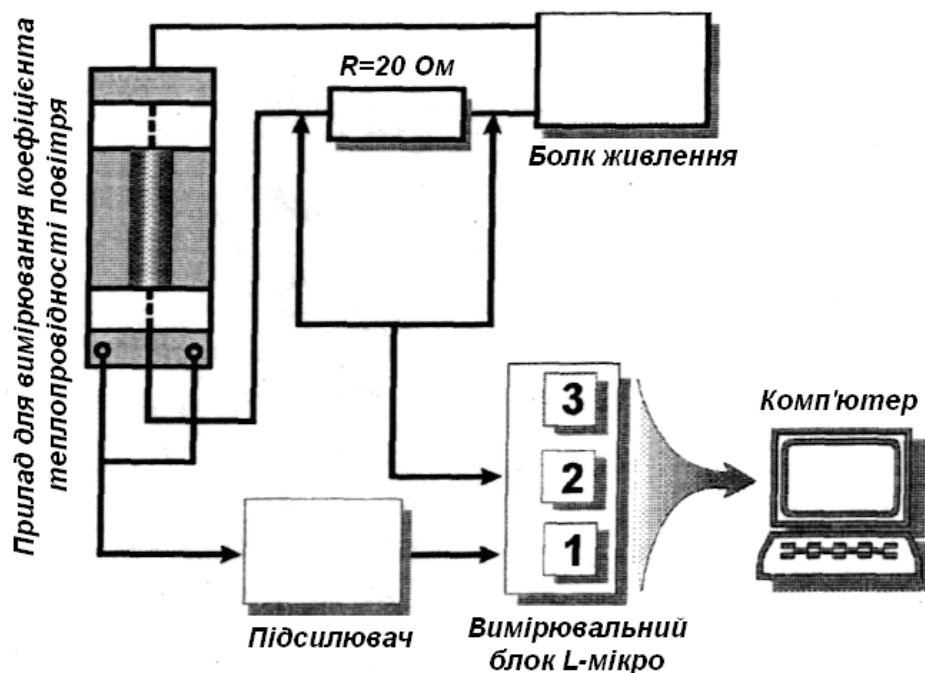 Прилад для вимірювання коефіцієнта
теплопровідності повітря
R=20 Ом
Болк живлення
3
2
1
Комп'ютер
Підсилювач
Вимірювальний
блок L-мікро